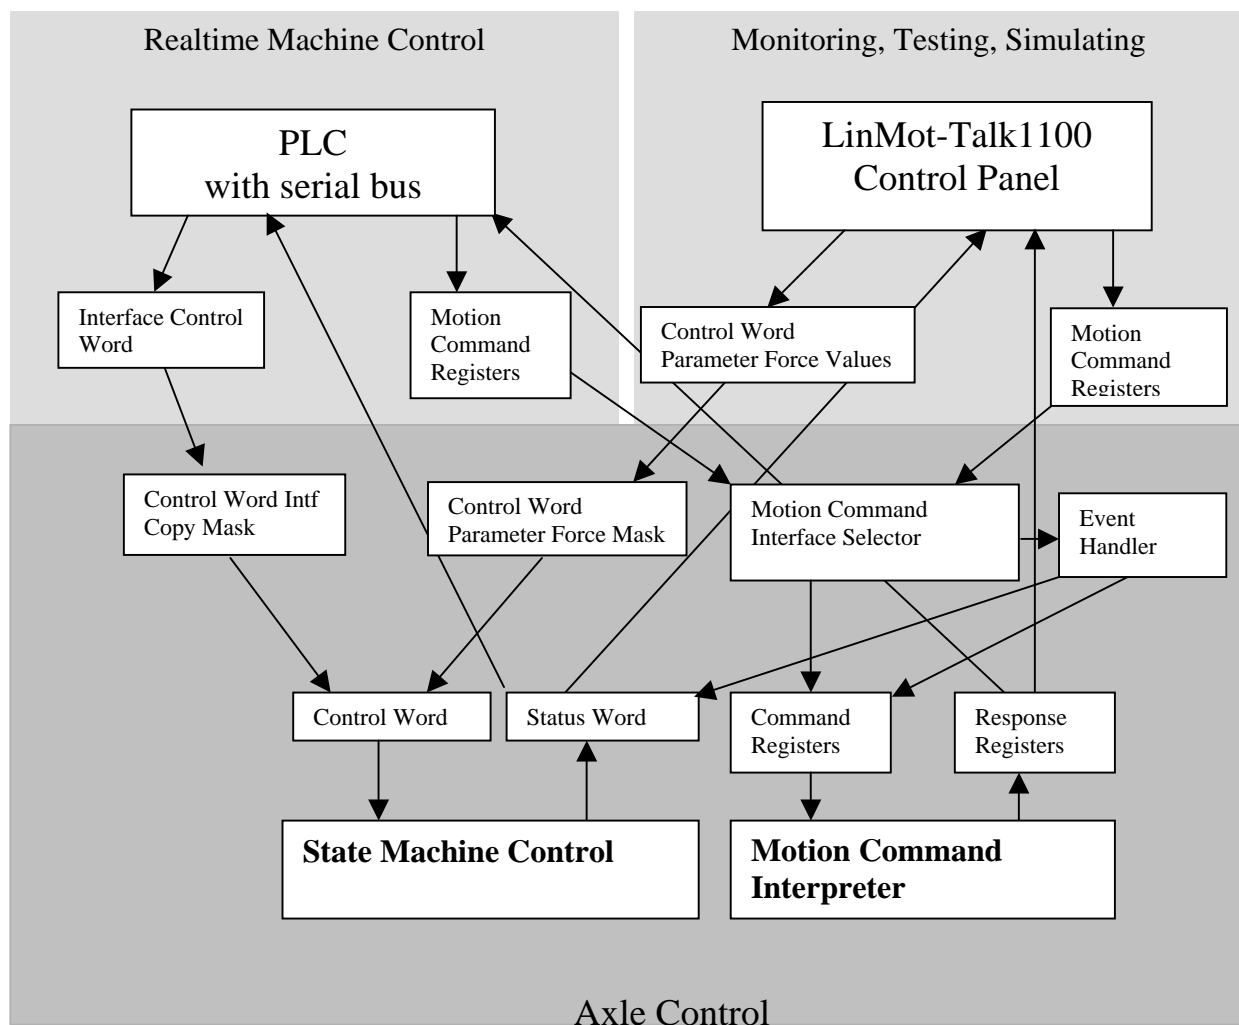 Realtime Machine Control
Monitoring, Testing, Simulating
PLC
with serial bus
LinMot-Talk1100
Control Panel
Interface Control
Word
Motion
Command
Registers
Control Word
Parameter Force Values
Motion
Command
Registers
Control Word Intf
Copy Mask
Control Word
Parameter Force Mask
Motion Command
Interface Selector
Event
Handler
Control Word
Status Word
Command
Registers
Response
Registers
State Machine Control
Motion Command
Interpreter
Axle Control